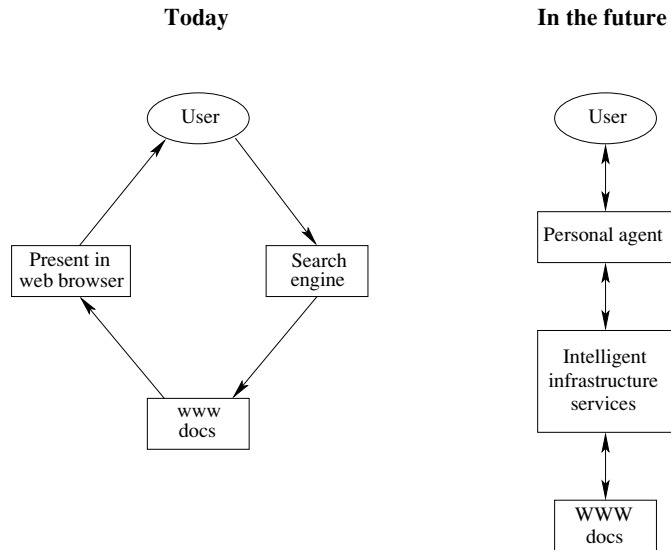 Today
User
Present in
web browser
Search
engine
www
docs
In the future
User
Personal agent
Intelligent
infrastructure
services
WWW
docs